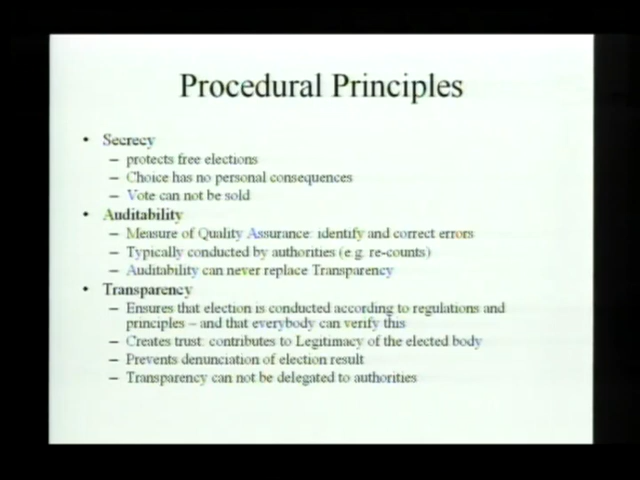 Procedural Principles
• Secrecy
– protects free elections
– Choice has no personal consequences
– Vote can not be sold
• Auditability
– Measure of Quality Assurance: identify and correct errors
– Typically conducted by authorities (e.g. re-counts)
– Auditability can never replace Transparency
• Transparency
– Ensures that election is conducted according to regulations and
principles – and that everybody can verify this
– Creates trust: contributes to Legitimacy of the elected body
– Prevents denunciation of election result
– Transparency can not be delegated to authorities